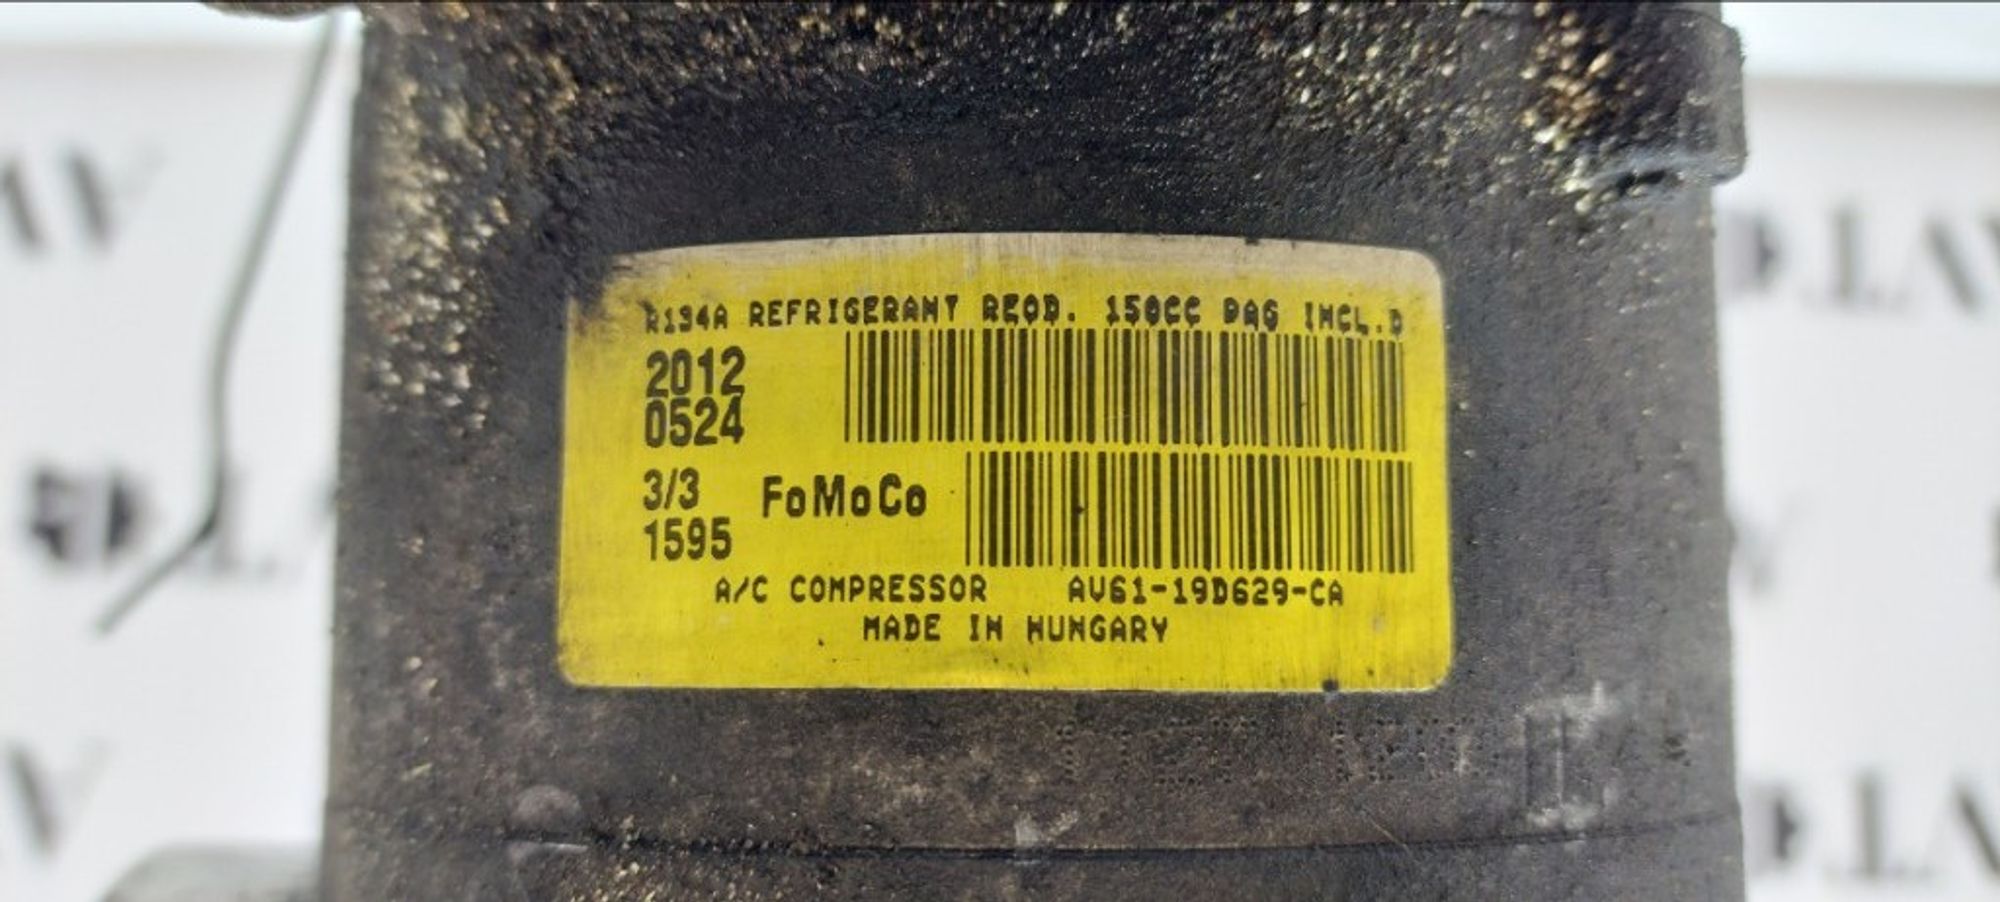 R134A REFRIGERANT REQD. 150CC PAG INCL.D
2012
0524
3/3 FoMoCo
1595
A/C COMPRESSOR AV61-19D629-CA
MADE IN HUNGARY